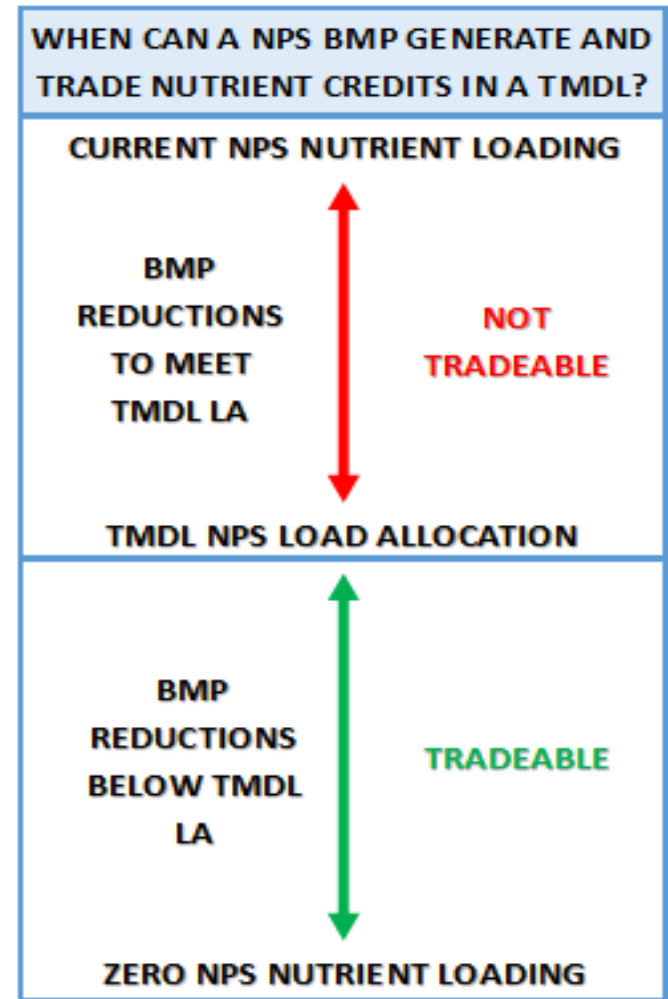 WHEN CAN A NPS BMP GENERATE AND
TRADE NUTRIENT CREDITS IN A TMDL?
CURRENT NPS NUTRIENT LOADING
BMP
REDUCTIONS
TO MEET
TMDL LA
NOT
TRADEABLE
TMDL NPS LOAD ALLOCATION
BMP
REDUCTIONS
BELOW TMDL
LA
TRADEABLE
ZERO NPS NUTRIENT LOADING